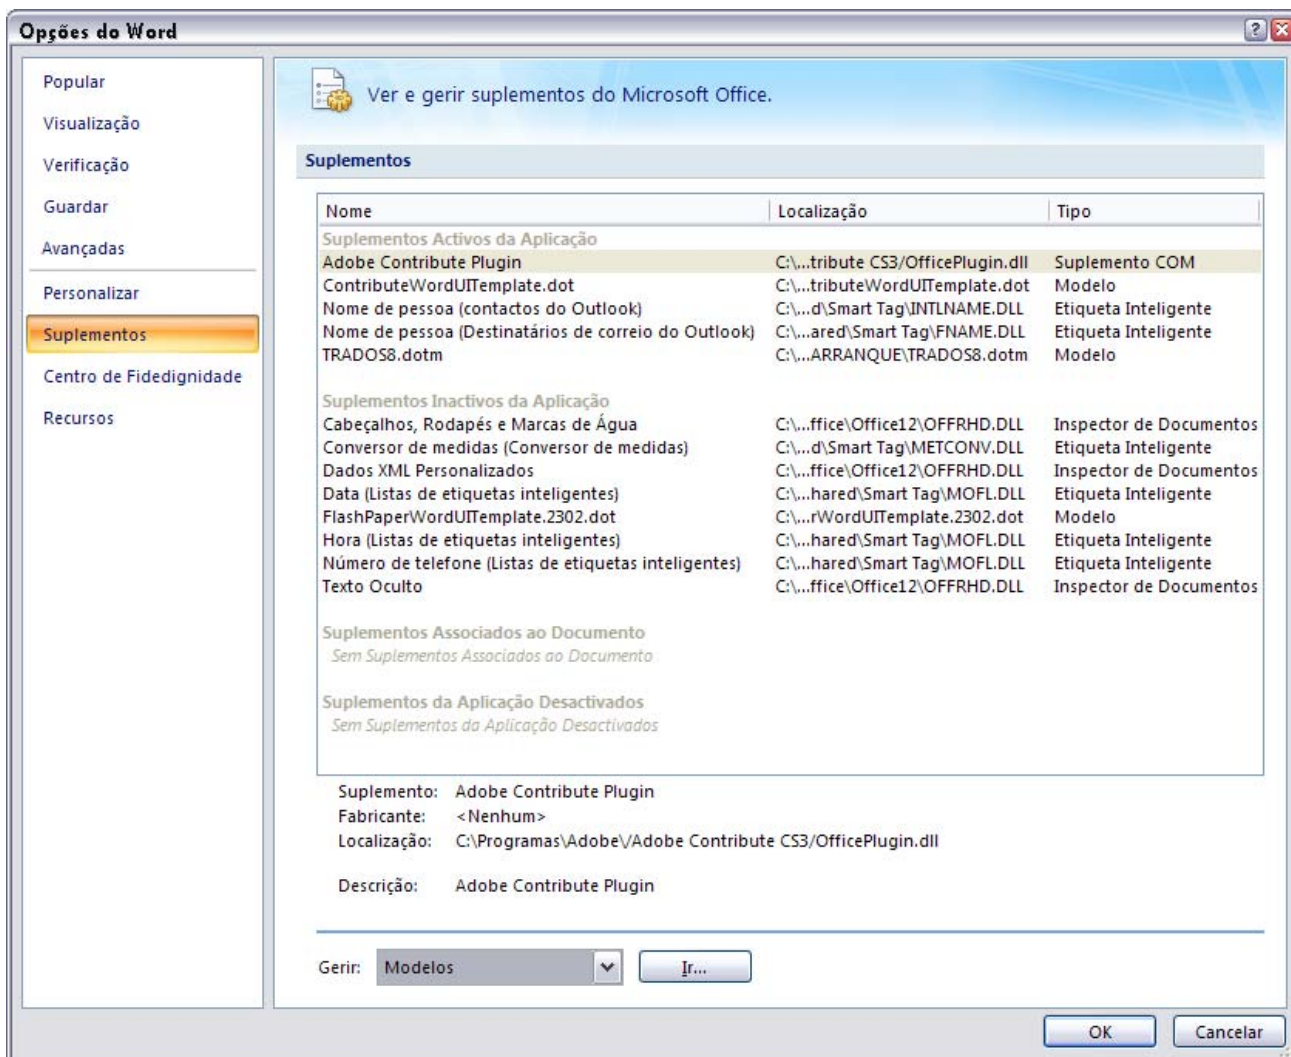 Opções do Word
Popular
Visualização
Verificação
Guardar
Avançadas
Personalizar
Suplementos
Centro de Fidedignidade
Recursos
Ver e gerir suplementos do Microsoft Office.
Suplementos
Nome Localização Tipo
Suplementos Activos da Aplicação
Adobe Contribute Plugin C:\...tribute CS3/OfficePlugin.dll Suplemento COM
ContributeWordUITemplate.dot C:\...tributeWordUITemplate.dot Modelo
Nome de pessoa (contactos do Outlook) C:\...d\Smart Tag\INTLNAME.DLL Etiqueta Inteligente
Nome de pessoa (Destinatários de correio do Outlook) C:\...ared\Smart Tag\FNAME.DLL Etiqueta Inteligente
TRADOS8.dotm C:\...ARRANQUE\TRADOS8.dotm Modelo
Suplementos Inactivos da Aplicação
Cabeçalhos, Rodapés e Marcas de Água C:\...ffice\Office12\OFFRHD.DLL Inspector de Documentos
Conversor de medidas (Conversor de medidas) C:\...d\Smart Tag\METCONV.DLL Etiqueta Inteligente
Dados XML Personalizados C:\...ffice\Office12\OFFRHD.DLL Inspector de Documentos
Data (Listas de etiquetas inteligentes) C:\...hared\Smart Tag\MOFL.DLL Etiqueta Inteligente
FlashPaperWordUITemplate.2302.dot C:\...rWordUITemplate.2302.dot Modelo
Hora (Listas de etiquetas inteligentes) C:\...hared\Smart Tag\MOFL.DLL Etiqueta Inteligente
Número de telefone (Listas de etiquetas inteligentes) C:\...hared\Smart Tag\MOFL.DLL Etiqueta Inteligente
Texto Oculto C:\...ffice\Office12\OFFRHD.DLL Inspector de Documentos
Suplementos Associados ao Documento
Sem Suplementos Associados ao Documento
Suplementos da Aplicação Desactivados
Sem Suplementos da Aplicação Desactivados
Suplemento: Adobe Contribute Plugin
Fabricante: <Nenhum>
Localização: C:\Programas\Adobe\/Adobe Contribute CS3/OfficePlugin.dll
Descrição: Adobe Contribute Plugin
Gerir: Modelos Ir...
OK Cancelar